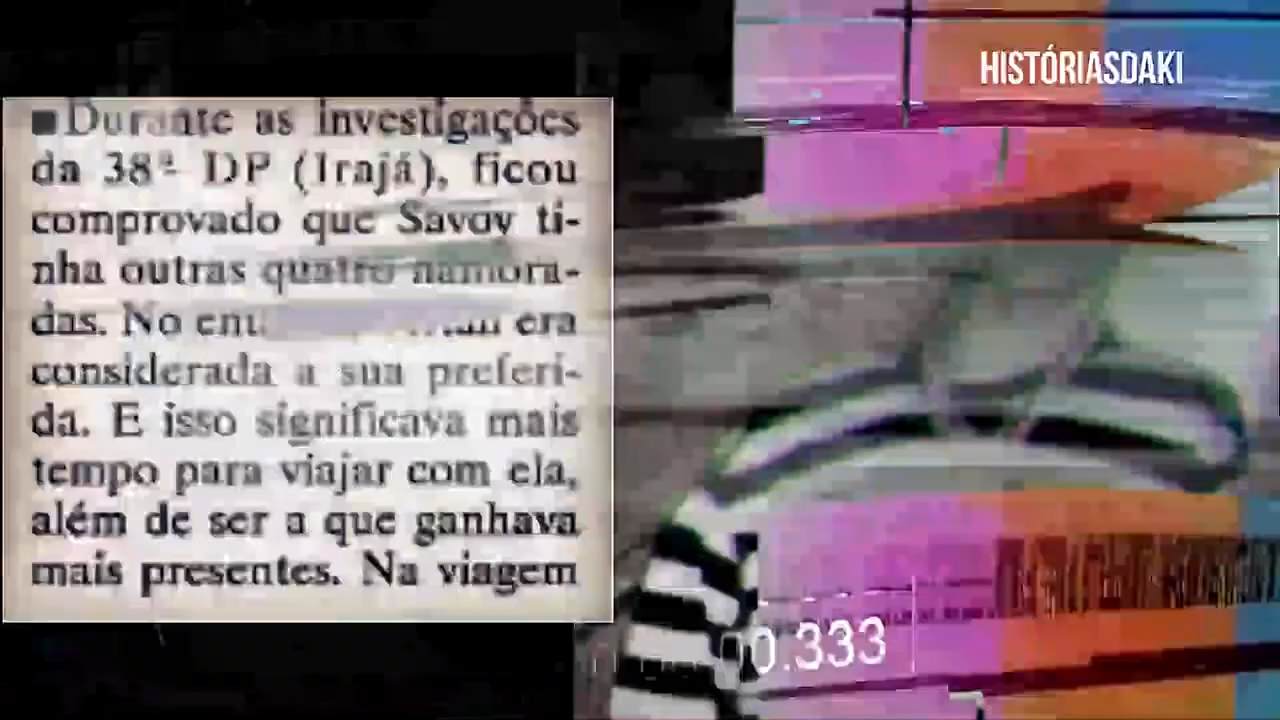 HISTÓRIASDAKI
■Durante as investigações
da 38ª DP (Irajá), ficou
comprovado que Savoy ti-
nha outras quatro namora-
das. No era
considerada a sua preferi-
da. E isso significava mais
tempo para viajar com ela,
além de ser a que ganhava
mais presentes. Na viagem
0.333